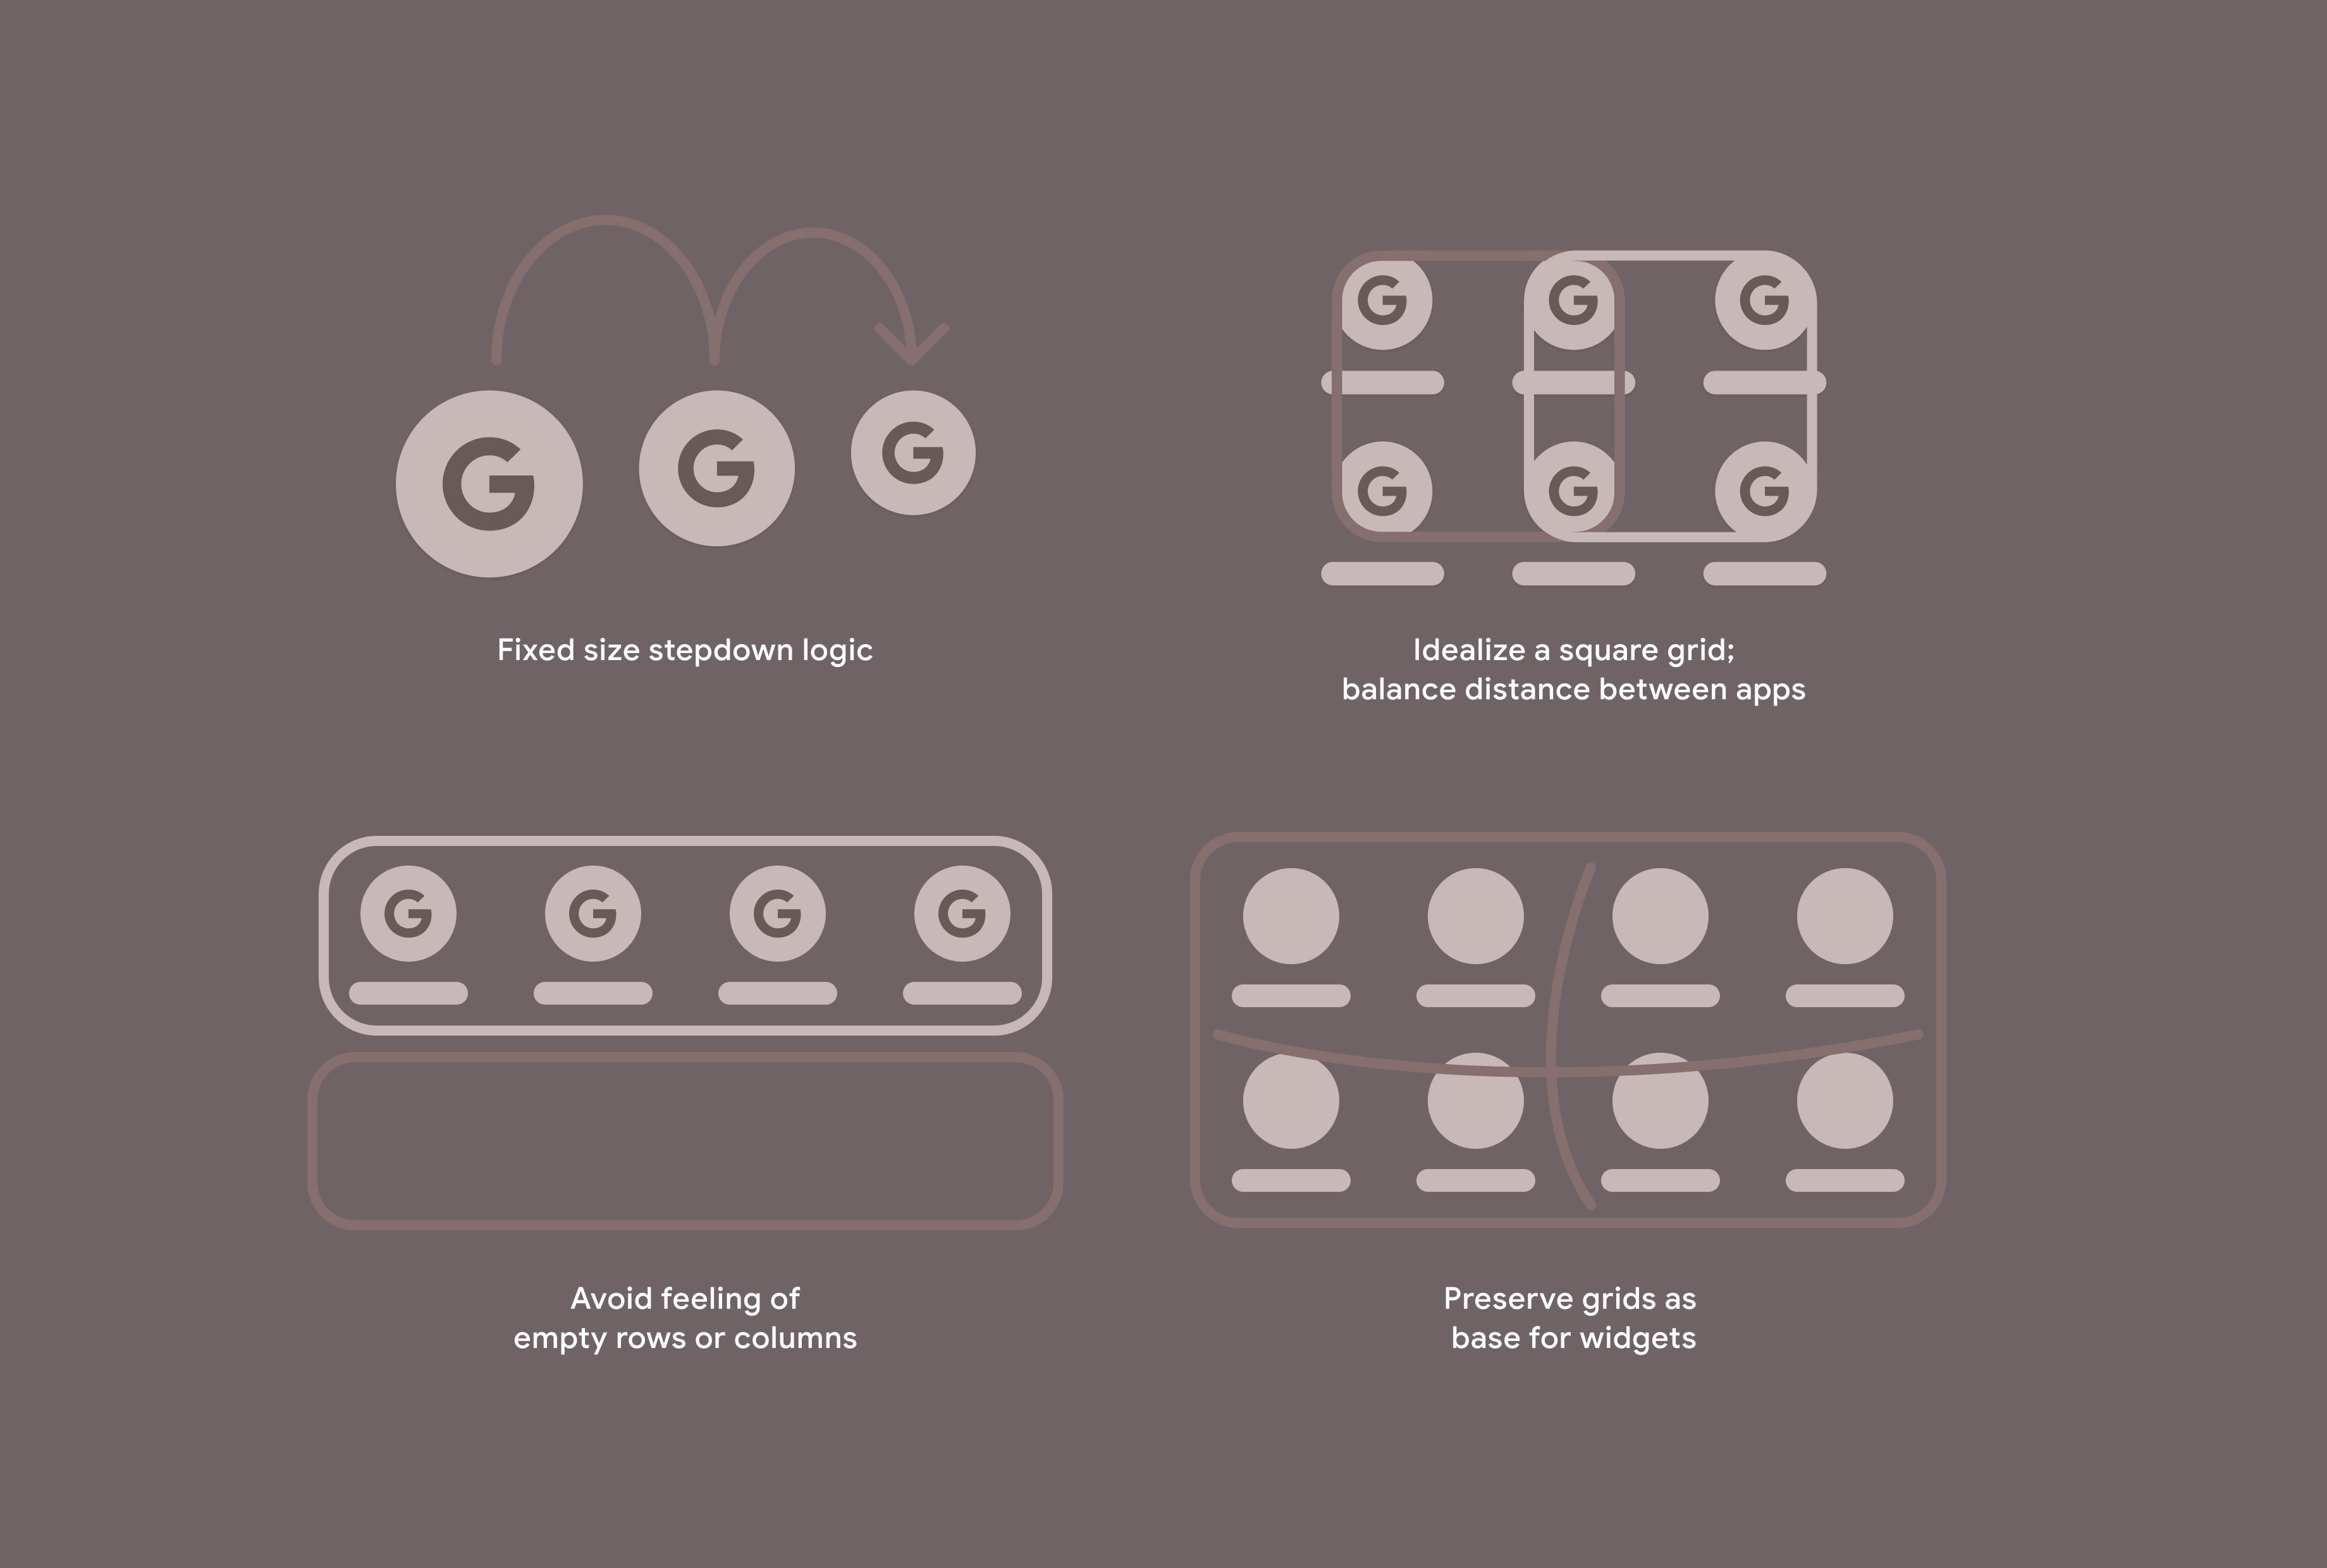 Fixed size stepdown logic
Idealize a square grid;
balance distance between apps
Avoid feeling of
empty rows or columns
Preserve grids as
base for widgets